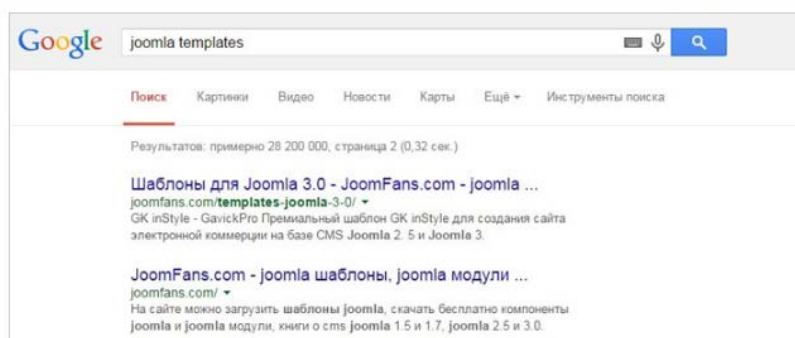 Google joomla templates
Поиск Картинки Видео Новости Карты Ещё Инструменты поиска
Результатов: примерно 28 200 000, страница 2 (0,32 сек.)
Шаблоны для Joomla 3.0 - JoomFans.com - joomla ...
joomfans.com/templates-joomla-3-0/
GK inStyle - GavickPro Премиальный шаблон GK inStyle для создания сайта
электронной коммерции на базе CMS Joomla 2. 5 и Joomla 3.
JoomFans.com - joomla шаблоны, joomla модули ...
joomfans.com/
На сайте можно загрузить шаблоны joomla, скачать бесплатно компоненты
joomla и joomla модули, книги о cms joomla 1.5 и 1.7, joomla 2.5 и 3.0.